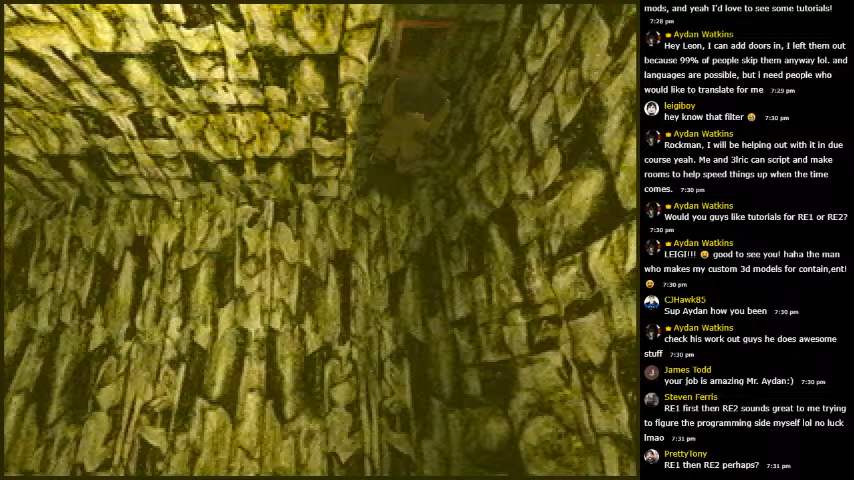 mods, and yeah I'd love to see some tutorials!
7:28 pm
Aydan Watkins
Hey Leon, I can add doors in, I left them out
because 99% of people skip them anyway lol. and
languages are possible, but i need people who
would like to translate for me 7:29 pm
leigiboy
hey know that filter 7:30 pm
Aydan Watkins
Rockman, I will be helping out with it in due
course yeah. Me and 3lric can script and make
rooms to help speed things up when the time
comes. 7:30 pm
Aydan Watkins
Would you guys like tutorials for RE1 or RE2?
7:30 pm
Aydan Watkins
LEIGI!!! 😃 good to see you! haha the man
who makes my custom 3d models for contain,ent!
😃 7:30 pm
CJHawk85
Sup Aydan how you been 7:30 pm
Aydan Watkins
check his work out guys he does awesome
stuff 7:30 pm
J James Todd
your job is amazing Mr. Aydan:) 7:30 pm
Steven Ferris
RE1 first then RE2 sounds great to me trying
to figure the programming side myself lol no luck
lmao 7:31 pm
PrettyTony
RE1 then RE2 perhaps? 7:31 pm